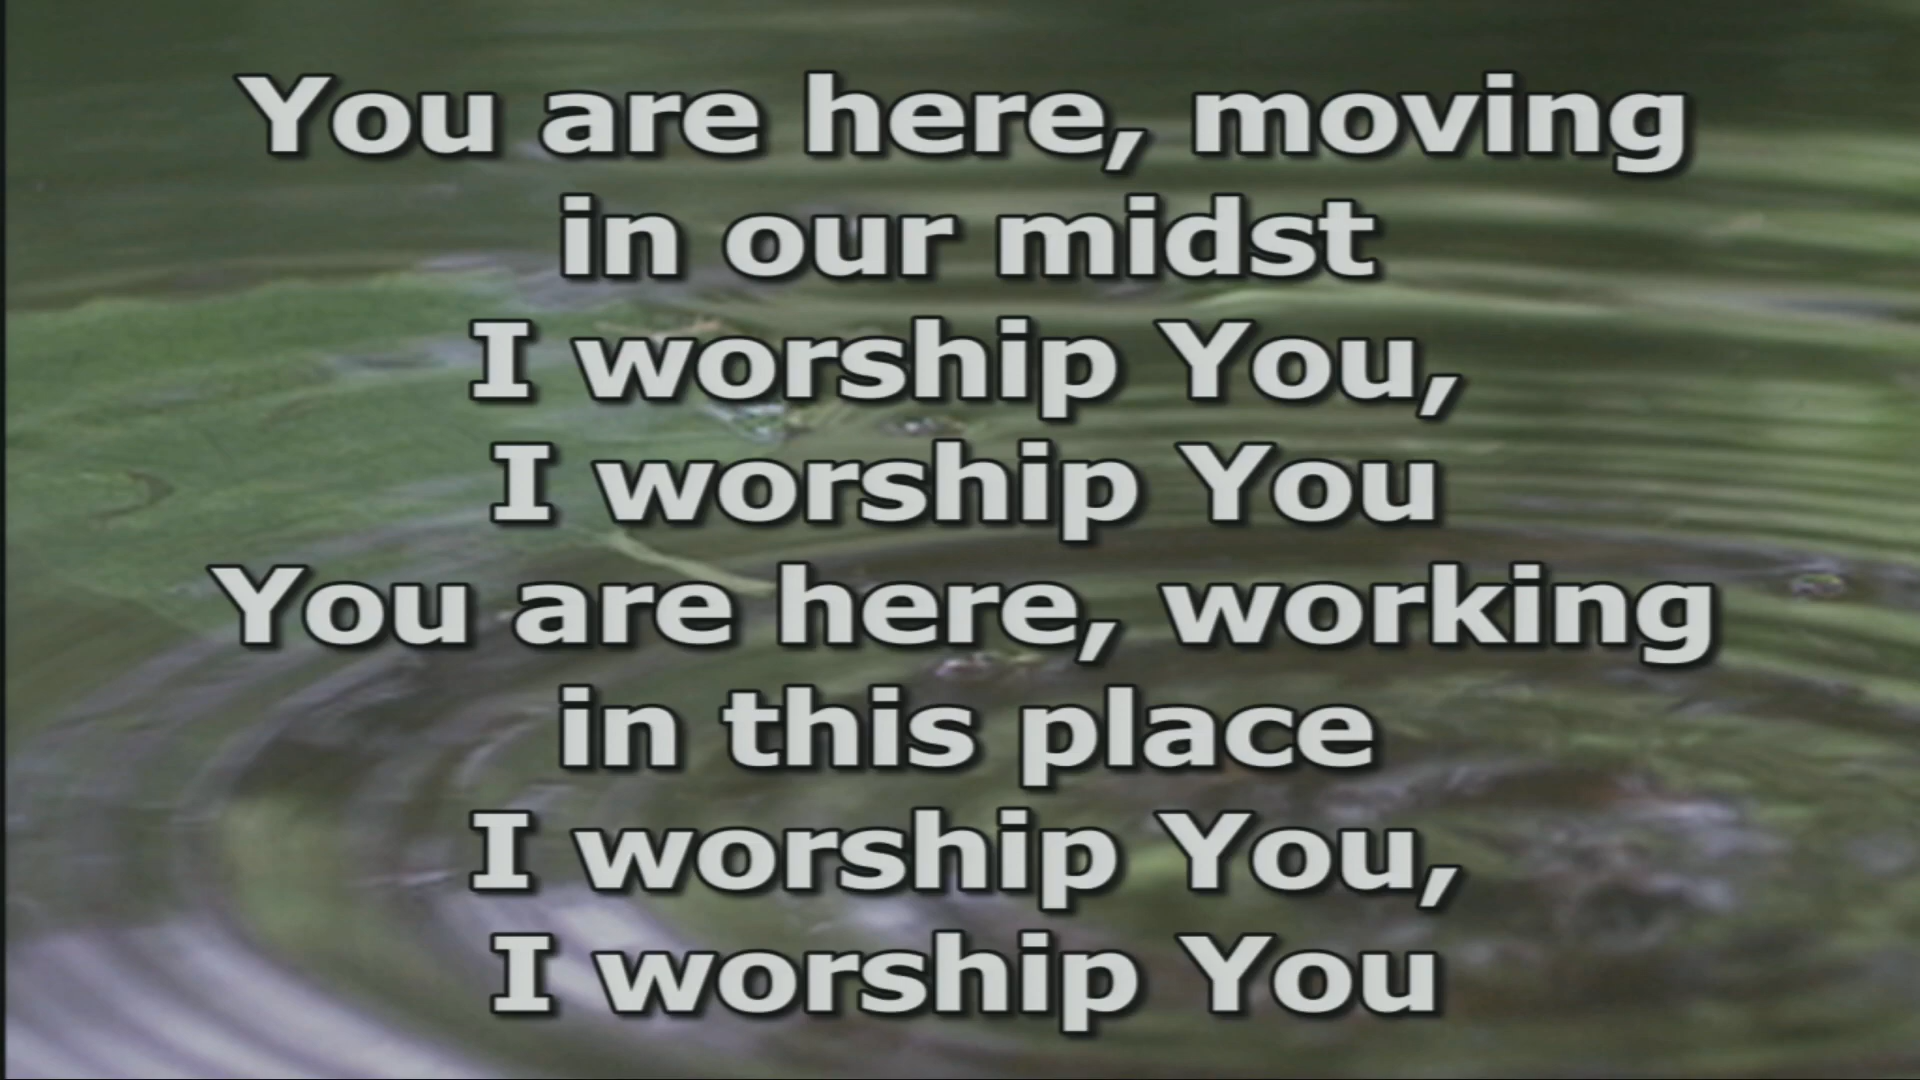 You are here, moving
in our midst
I worship You,
I worship You
You are here, working
in this place
I worship You,
I worship You